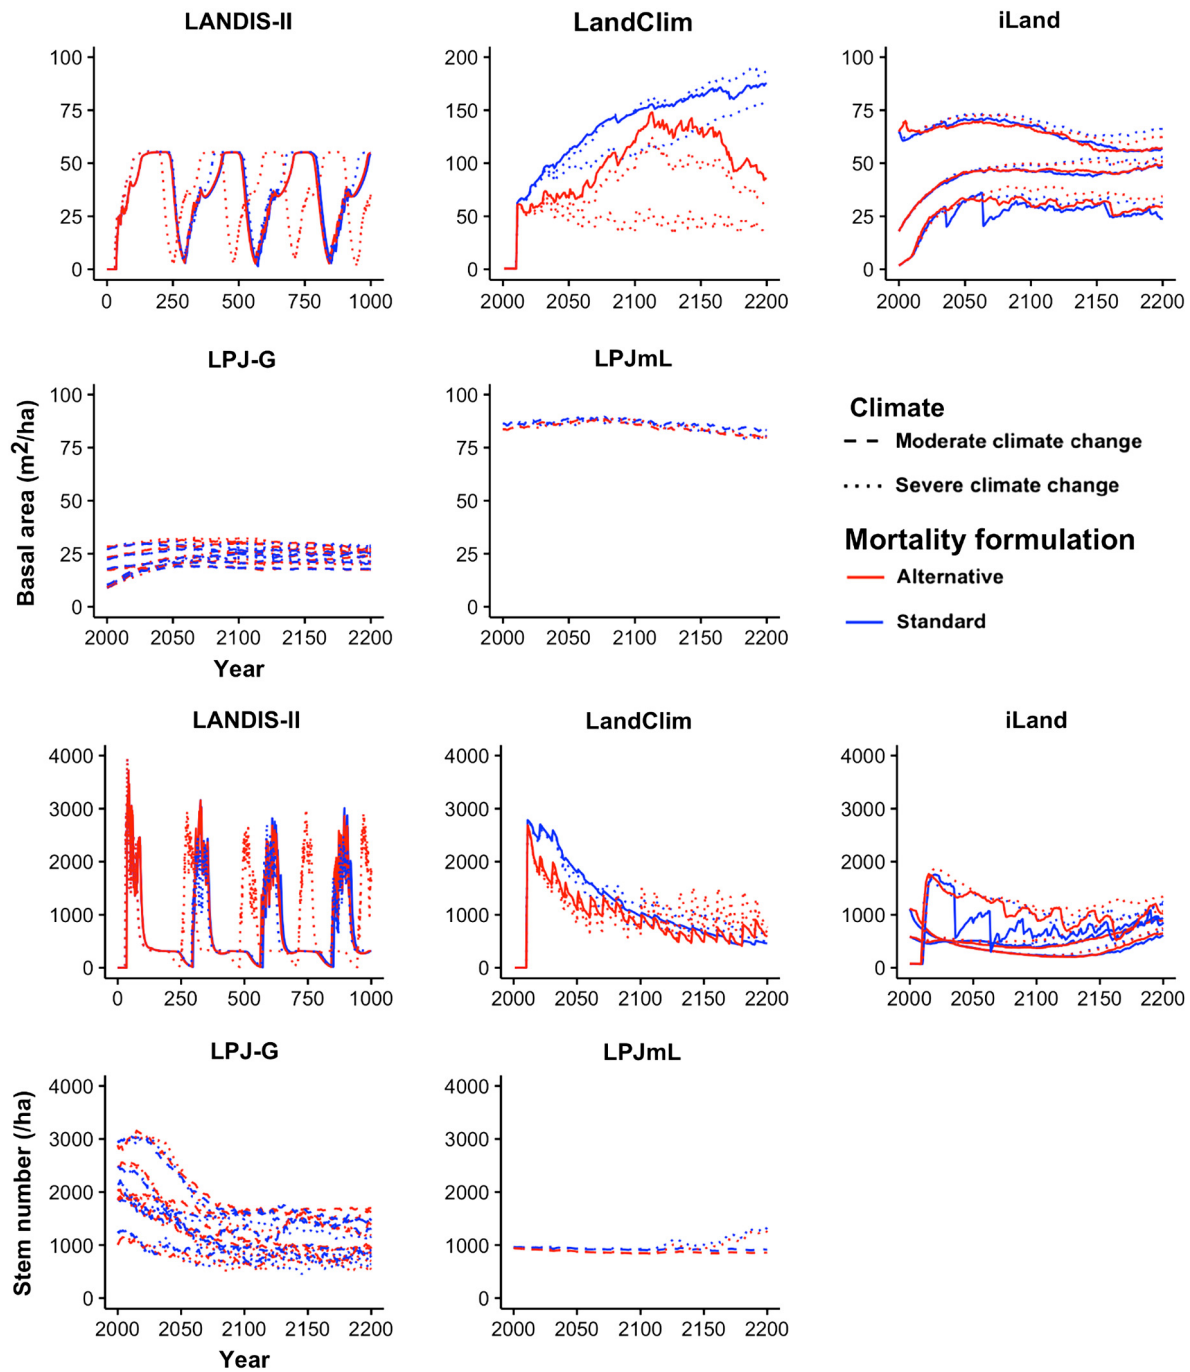 LANDIS-II
LandClim
iLand
100
75
50
25
0
0 250 500 750 1000
200
150
100
50
0
2000 2050 2100 2150 2200
100
75
50
25
0
2000 2050 2100 2150 2200
LPJ-G
LPJmL
Basal area (m²/ha)
100
75
50
25
0
2000 2050 2100 2150 2200
Year
100
75
50
25
0
2000 2050 2100 2150 2200
Climate
Moderate climate change
Severe climate change
Mortality formulation
Alternative
Standard
LANDIS-II
LandClim
iLand
4000
3000
2000
1000
0
0 250 500 750 1000
4000
3000
2000
1000
0
2000 2050 2100 2150 2200
4000
3000
2000
1000
0
2000 2050 2100 2150 2200
LPJ-G
LPJmL
Stem number (/ha)
4000
3000
2000
1000
0
2000 2050 2100 2150 2200
Year
4000
3000
2000
1000
0
2000 2050 2100 2150 2200